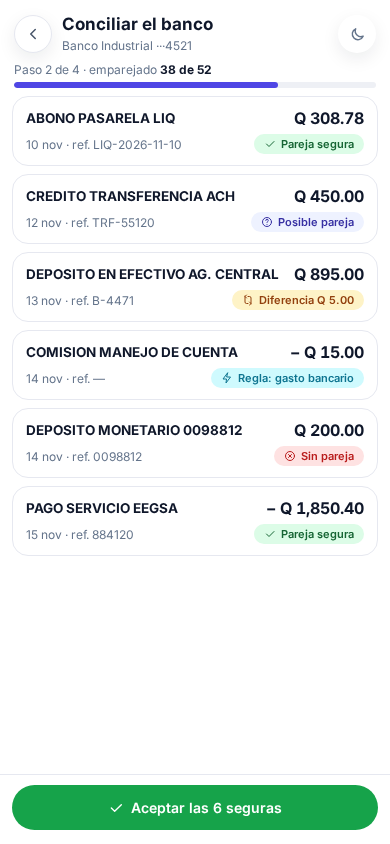 Conciliar el banco
Banco Industrial ···4521
Paso 2 de 4 · emparejado 38 de 52
ABONO PASARELA LIQ Q 308.78
10 nov · ref. LIQ-2026-11-10 Pareja segura
CREDITO TRANSFERENCIA ACH Q 450.00
12 nov · ref. TRF-55120 Posible pareja
DEPOSITO EN EFECTIVO AG. CENTRAL Q 895.00
13 nov · ref. B-4471 Diferencia Q 5.00
COMISION MANEJO DE CUENTA – Q 15.00
14 nov · ref. — Regla: gasto bancario
DEPOSITO MONETARIO 0098812 Q 200.00
14 nov · ref. 0098812 Sin pareja
PAGO SERVICIO EEGSA – Q 1,850.40
15 nov · ref. 884120 Pareja segura
Aceptar las 6 seguras